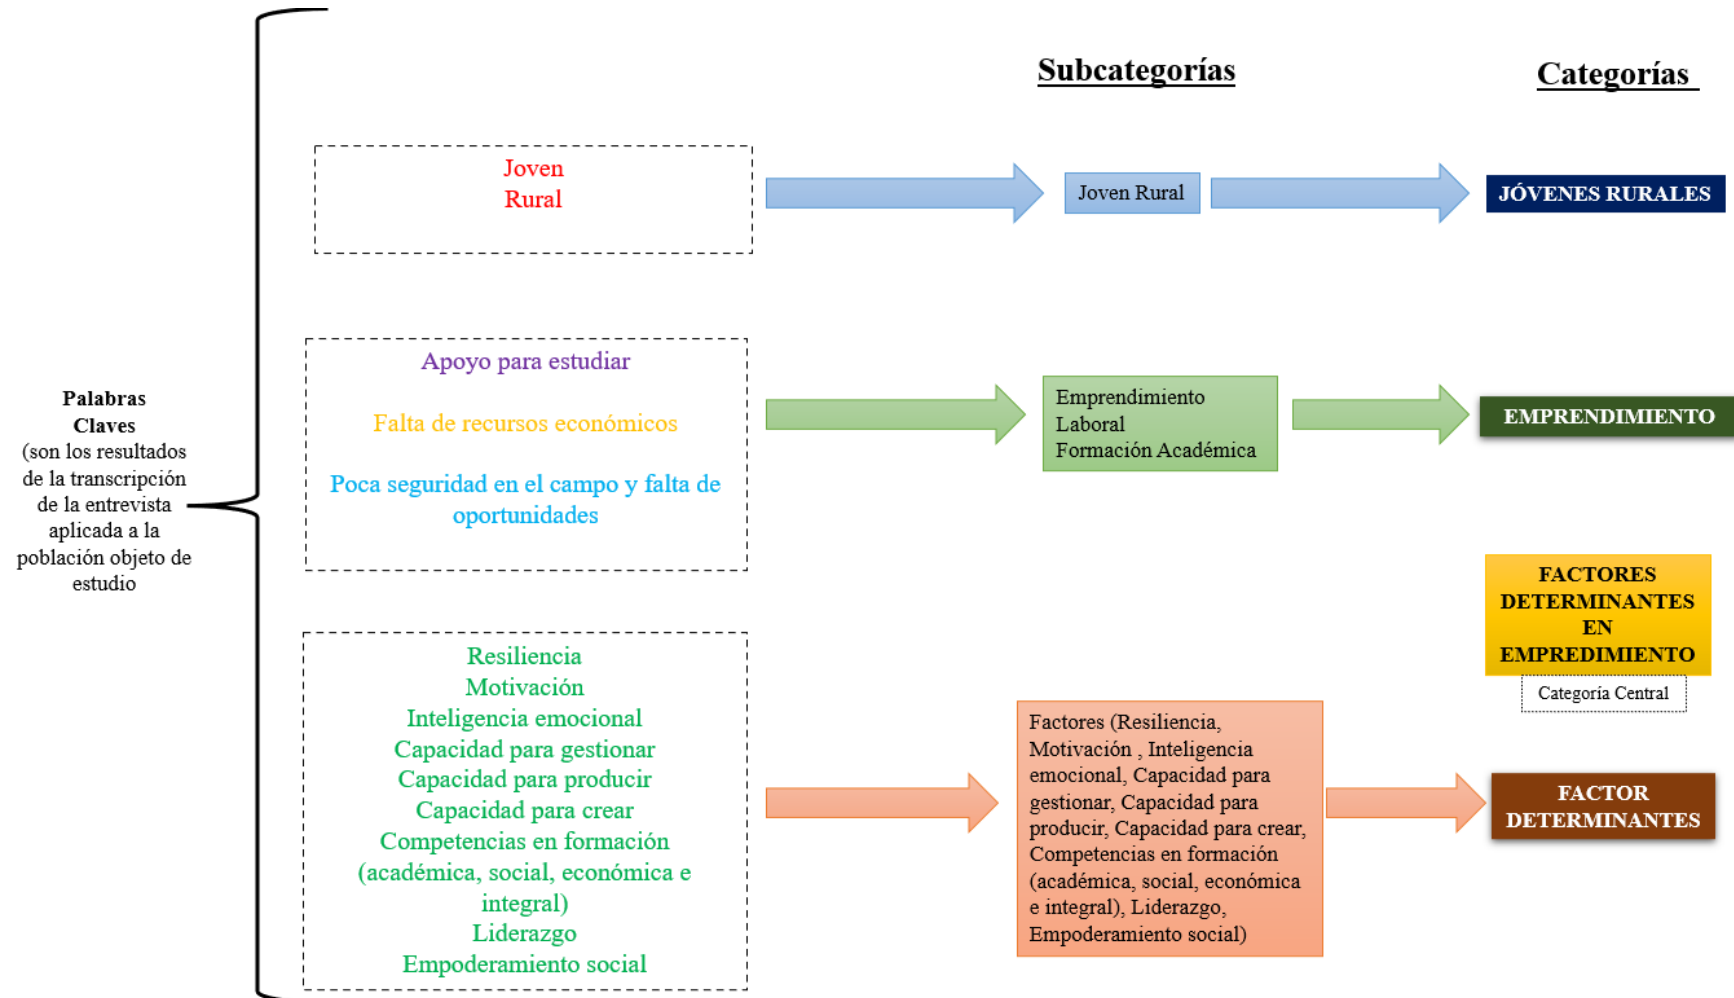 Subcategorías
Categorías
Joven
Rural
Joven Rural
JÓVENES RURALES
Palabras
Claves
(son los resultados
de la transcripción
de la entrevista
aplicada a la
población objeto de
estudio
Apoyo para estudiar
Falta de recursos económicos
Poca seguridad en el campo y falta de
oportunidades
Emprendimiento
Laboral
Formación Académica
EMPRENDIMIENTO
FACTORES
DETERMINANTES
EN
EMPREDIMIENTO
Categoría Central
Resiliencia
Motivación
Inteligencia emocional
Capacidad para gestionar
Capacidad para producir
Capacidad para crear
Competencias en formación
(académica, social, económica e
integral)
Liderazgo
Empoderamiento social
Factores (Resiliencia,
Motivación , Inteligencia
emocional, Capacidad para
gestionar, Capacidad para
producir, Capacidad para crear,
Competencias en formación
(académica, social, económica
e integral), Liderazgo,
Empoderamiento social)
FACTOR
DETERMINANTES